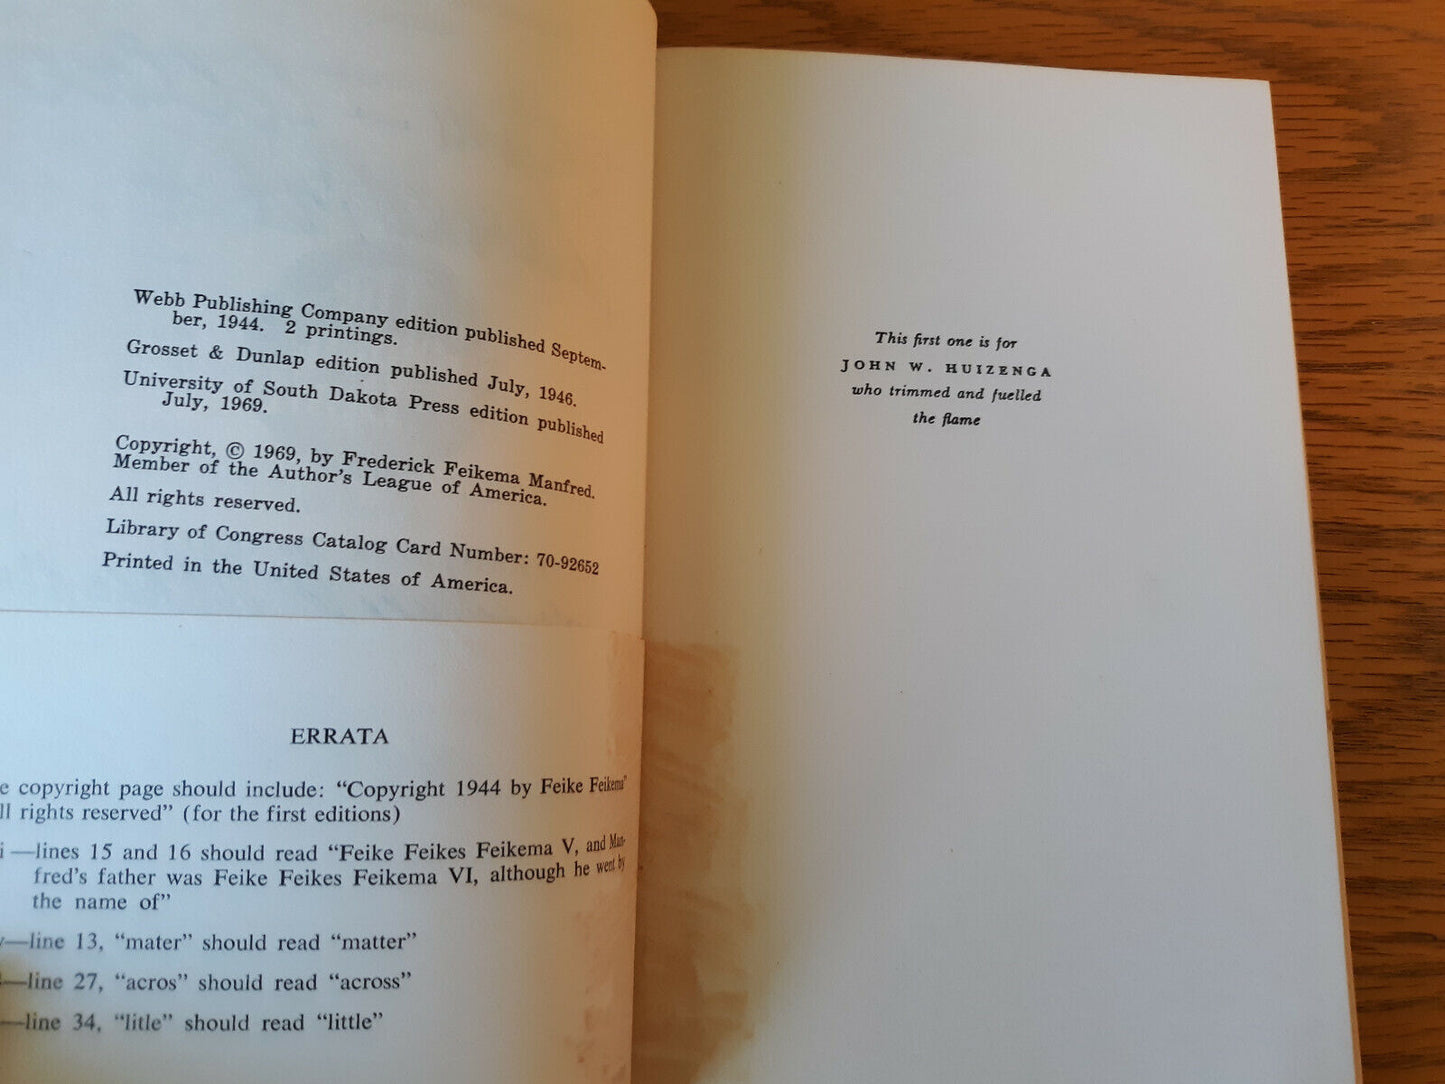 Webb Publishing Company edition published Septem-
ber, 1944. 2 printings.
Grosset & Dunlap edition published July, 1946.
University of South Dakota Press edition published
July, 1969.
Copyright, © 1969, by Frederick Feikema Manfred.
Member of the Author's League of America.
All rights reserved.
Library of Congress Catalog Card Number: 70-92652
Printed in the United States of America.
ERRATA
copyright page should include: “Copyright 1944 by Feike Feikema”
rights reserved” (for the first editions)
—lines 15 and 16 should read “Feike Feikes Feikema V, and Man-
fred's father was Feike Feikes Feikema VI, although he went by
the name of”
—line 13, “mater” should read “matter”
—line 27, “acros” should read “across”
—line 34, “litle” should read “little”
This first one is for
JOHN W. HUIZENGA
who trimmed and fuelled
the flame